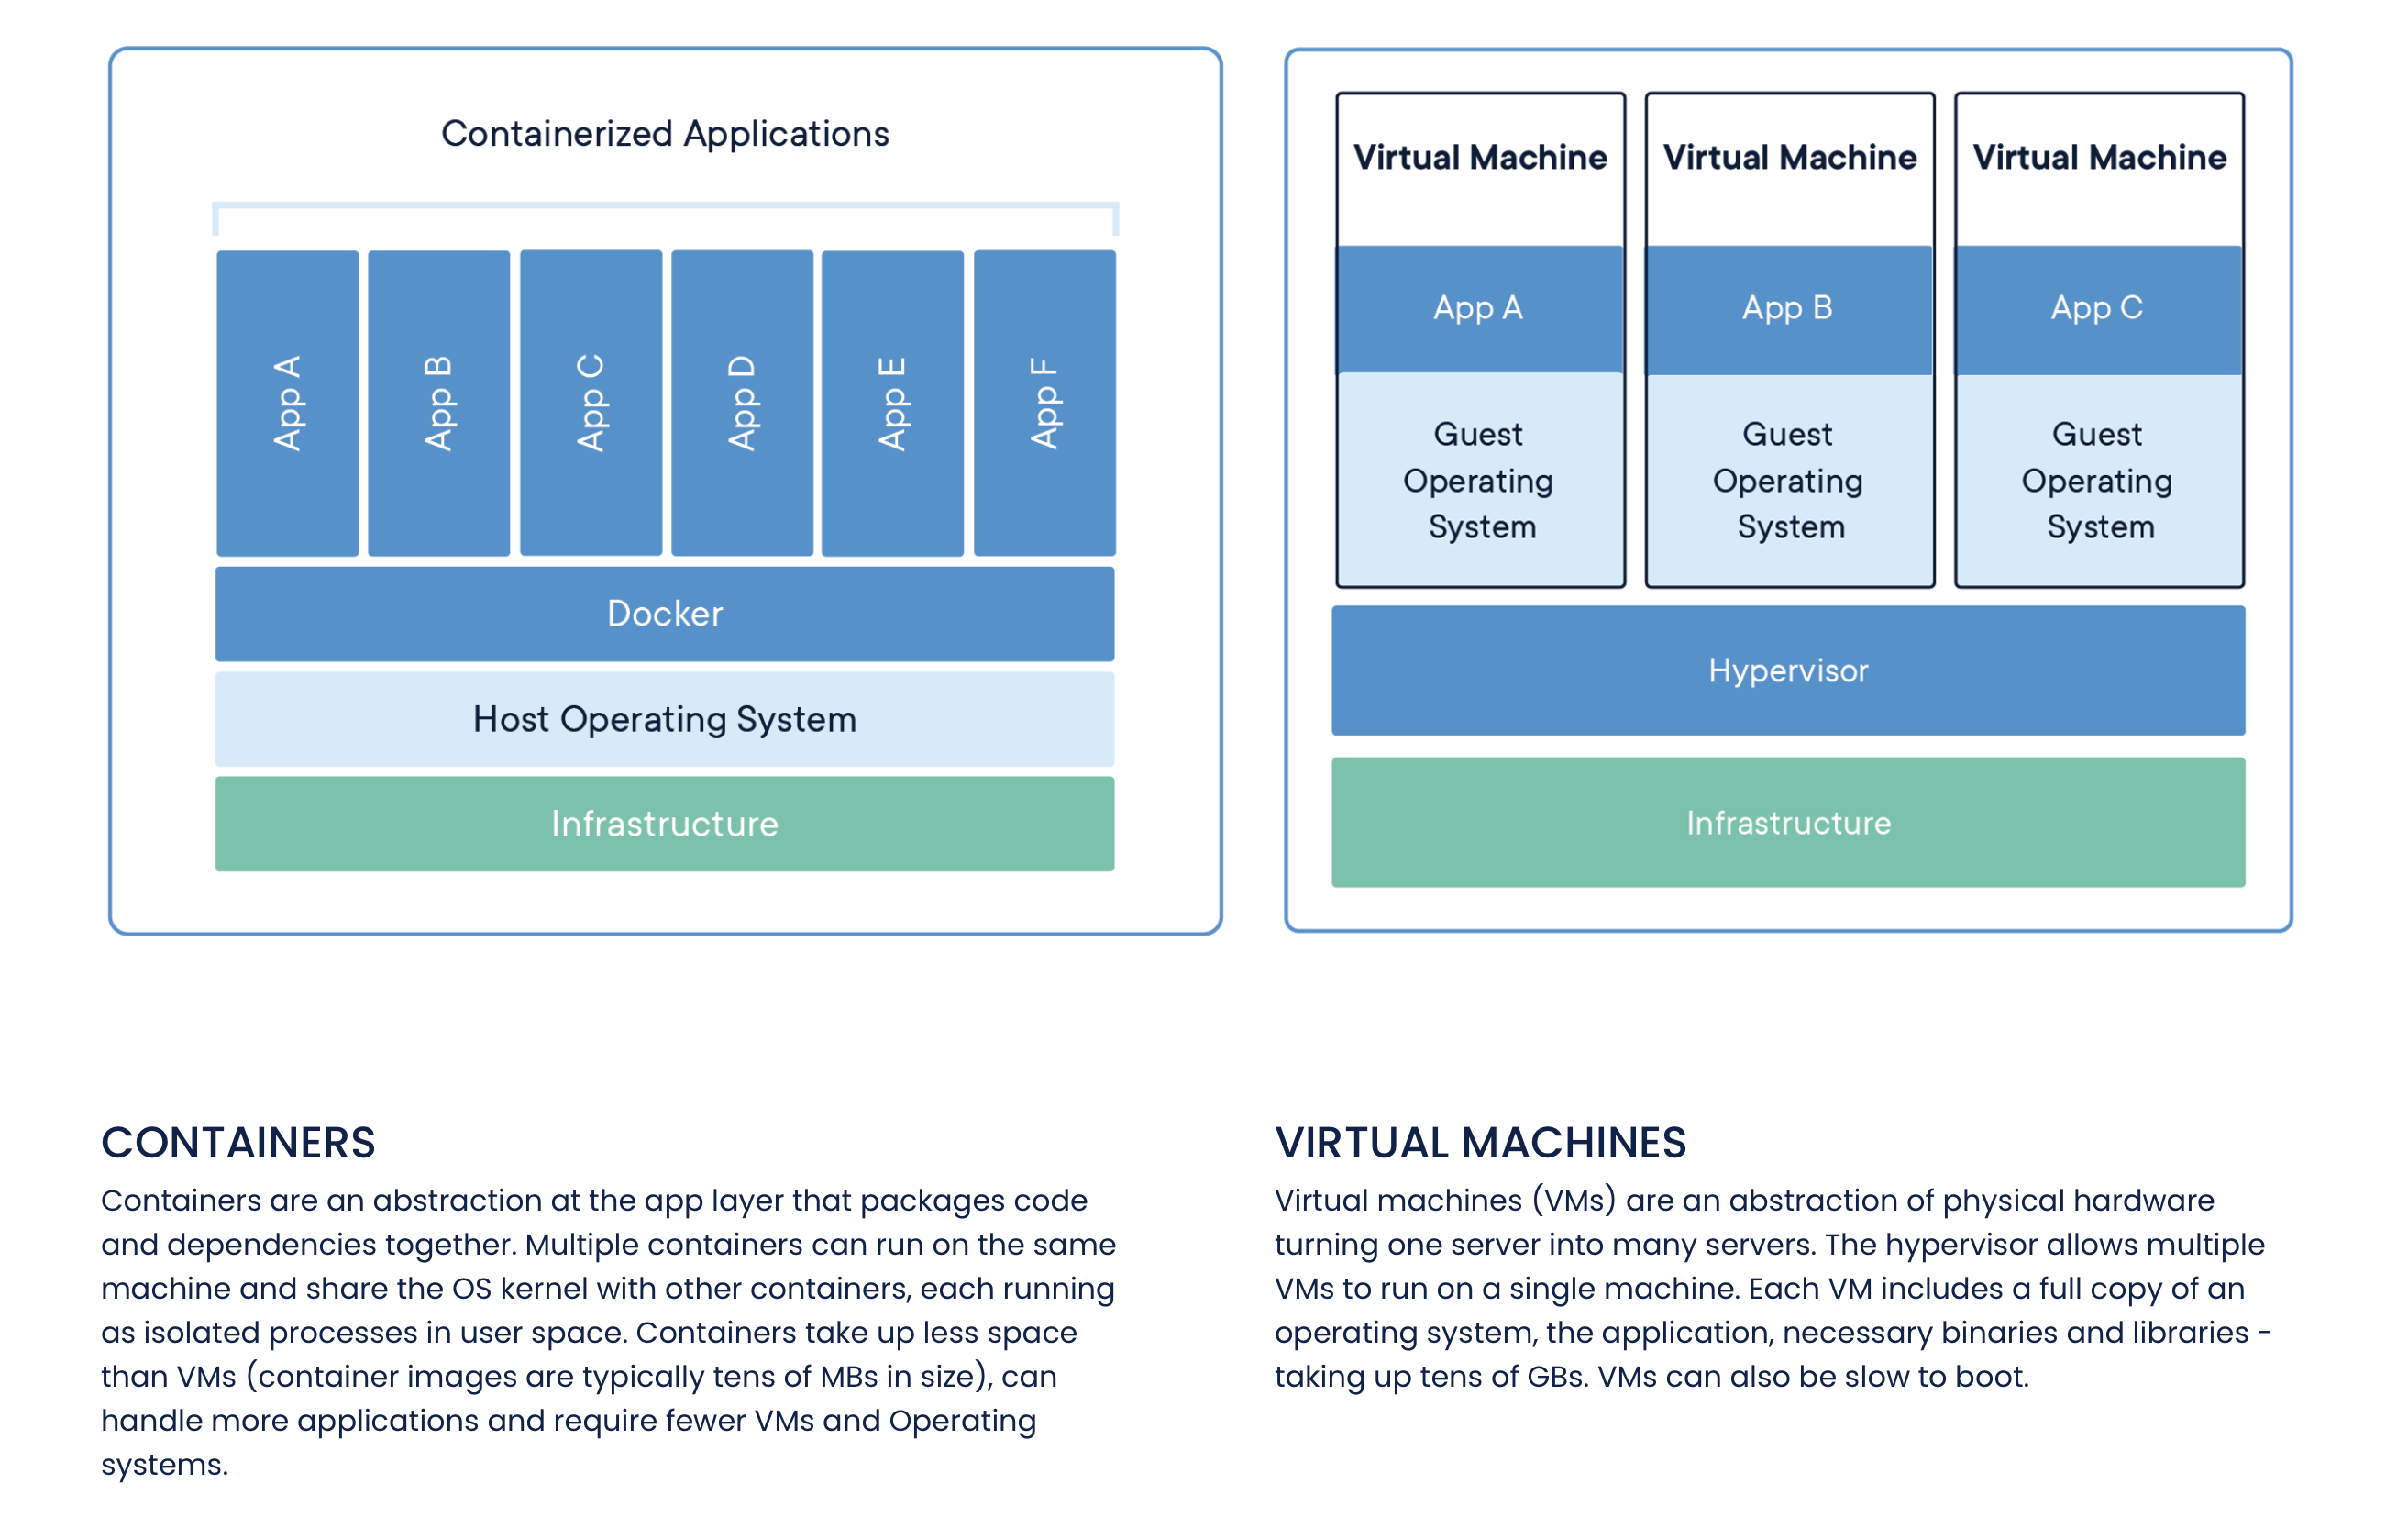 Containerized Applications
App A
App B
App C
App D
App E
App F
Docker
Host Operating System
Infrastructure
Virtual Machine
App A
Guest
Operating
System
Virtual Machine
App B
Guest
Operating
System
Virtual Machine
App C
Guest
Operating
System
Hypervisor
Infrastructure
CONTAINERS
Containers are an abstraction at the app layer that packages code
and dependencies together. Multiple containers can run on the same
machine and share the OS kernel with other containers, each running
as isolated processes in user space. Containers take up less space
than VMs (container images are typically tens of MBs in size), can
handle more applications and require fewer VMs and Operating
systems.
VIRTUAL MACHINES
Virtual machines (VMs) are an abstraction of physical hardware
turning one server into many servers. The hypervisor allows multiple
VMs to run on a single machine. Each VM includes a full copy of an
operating system, the application, necessary binaries and libraries -
taking up tens of GBs. VMs can also be slow to boot.